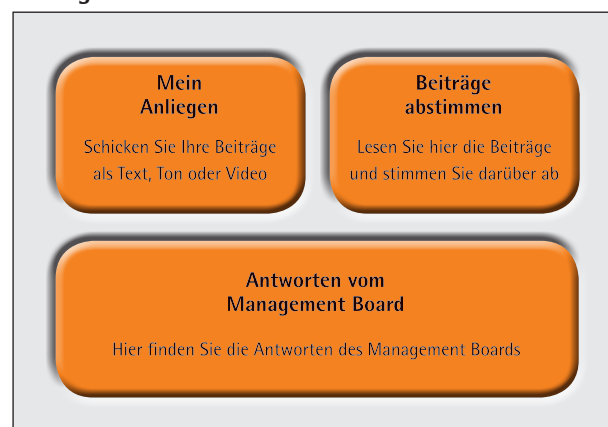 Mein
Anliegen
Schicken Sie Ihre Beiträge
als Text, Ton oder Video
Beiträge
abstimmen
Lesen Sie hier die Beiträge
und stimmen Sie darüber ab
Antworten vom
Management Board
Hier finden Sie die Antworten des Management Boards